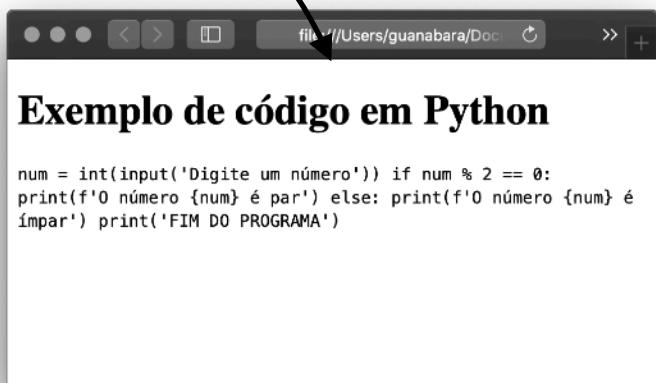 file:///Users/guanabara/Doc
Exemplo de código em Python
num = int(input('Digite um número')) if num % 2 == 0:
print(f'O número {num} é par') else: print(f'O número {num} é
ímpar') print('FIM DO PROGRAMA')